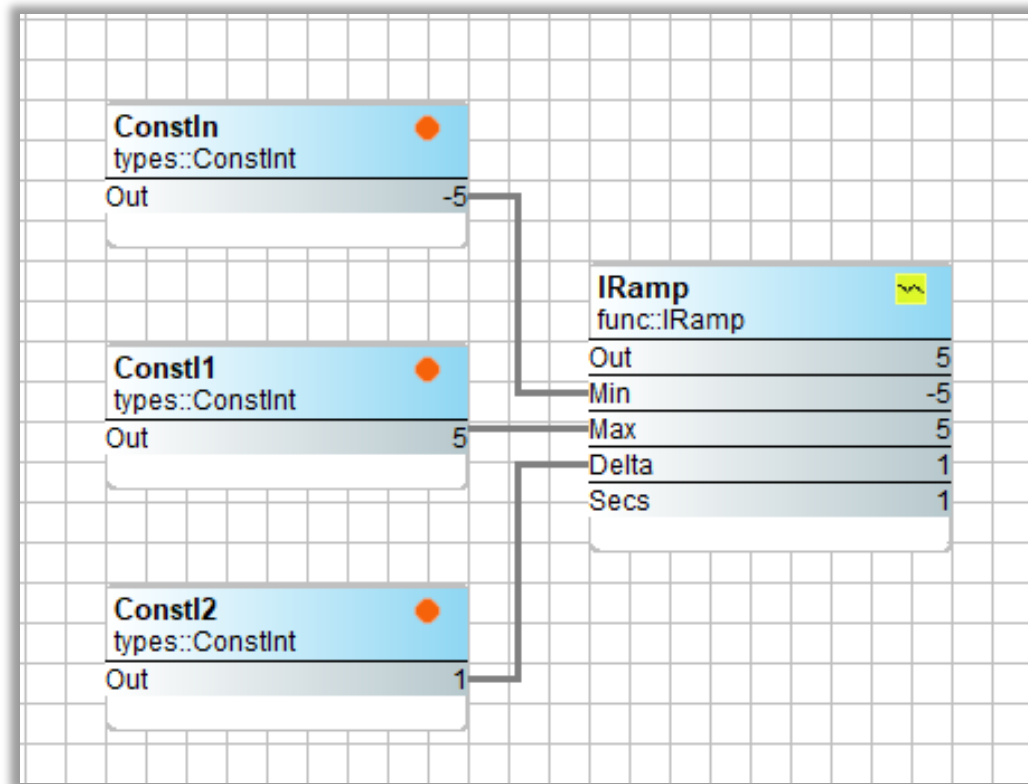 ConstIn
types::ConstInt
Out -5
ConstI1
types::ConstInt
Out 5
ConstI2
types::ConstInt
Out 1
IRamp
func::IRamp
Out 5
Min -5
Max 5
Delta 1
Secs 1